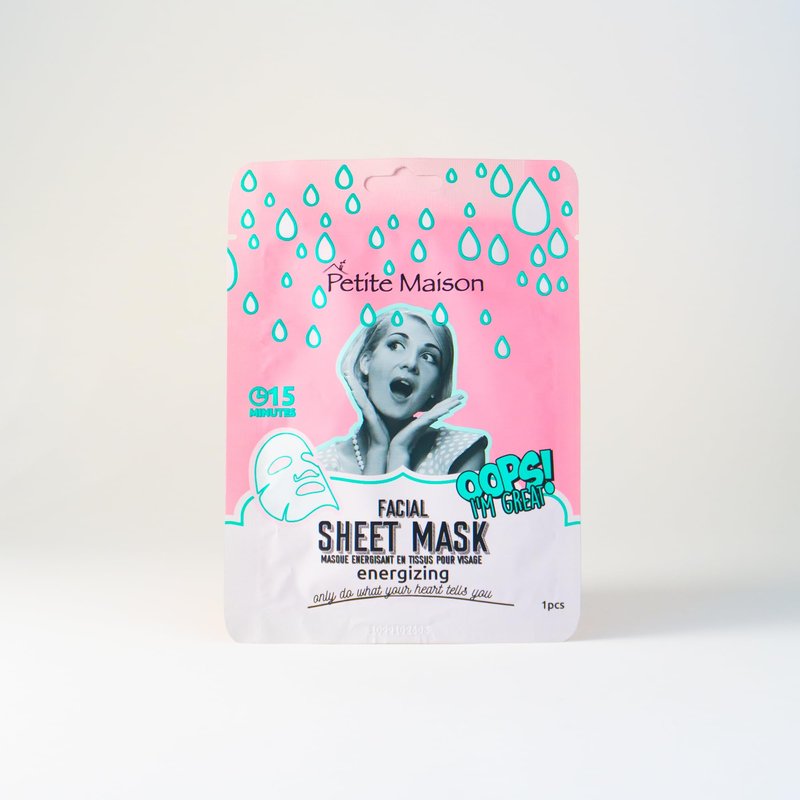 Petite Maison
15
MINUTES
OOPS!
I'M GREAT!
FACIAL
SHEET MASK
MASQUE ENERGISANT EN TISSUS POUR VISAGE
energizing
only do what your heart tells you
1pcs